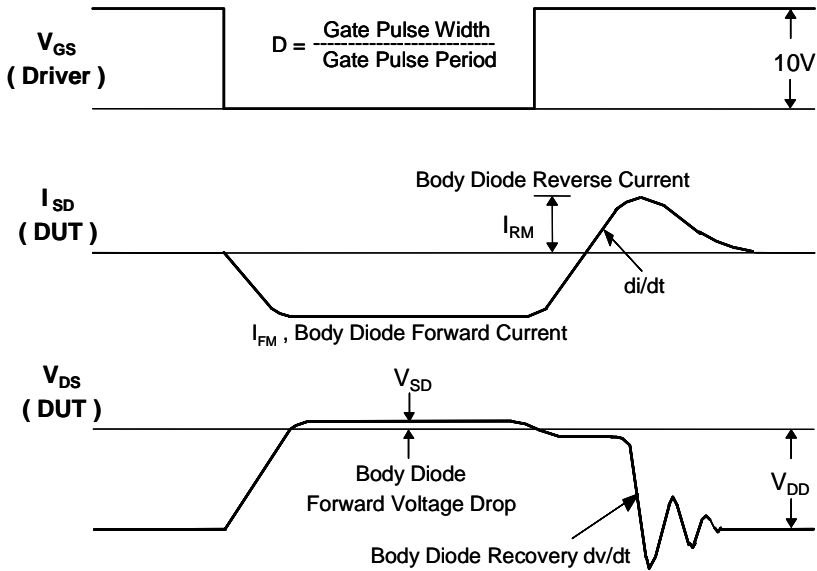 V_GS
( Driver )
D = Gate Pulse Width
Gate Pulse Period
10V
I_SD
( DUT )
Body Diode Reverse Current
I_RM
di/dt
I_FM , Body Diode Forward Current
V_DS
( DUT )
V_SD
Body Diode
Forward Voltage Drop
V_DD
Body Diode Recovery dv/dt